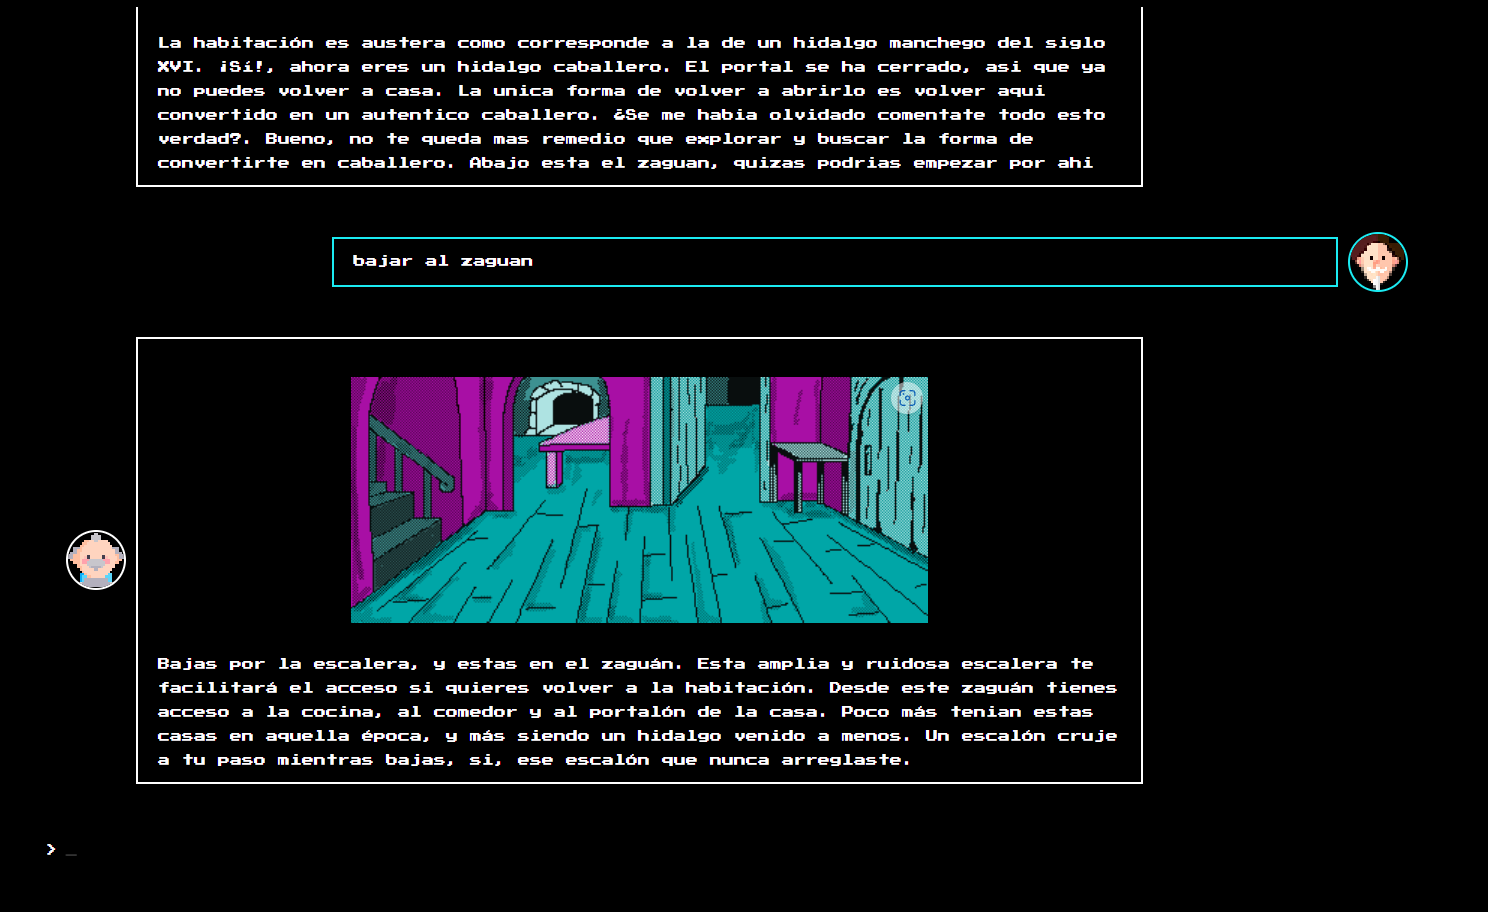 La habitación es austera como corresponde a la de un hidalgo manchego del siglo
XVI. ¡Sí!, ahora eres un hidalgo caballero. El portal se ha cerrado, asi que ya
no puedes volver a casa. La unica forma de volver a abrirlo es volver aqui
convertido en un autentico caballero. ¿Se me habia olvidado comentate todo esto
verdad?. Bueno, no te queda mas remedio que explorar y buscar la forma de
convertirte en caballero. Abajo esta el zaguan, quizas podrias empezar por ahi
bajar al zaguan
Bajas por la escalera, y estas en el zaguán. Esta amplia y ruidosa escalera te
facilitará el acceso si quieres volver a la habitación. Desde este zaguán tienes
acceso a la cocina, al comedor y al portalón de la casa. Poco más tenian estas
casas en aquella época, y más siendo un hidalgo venido a menos. Un escalón cruje
a tu paso mientras bajas, si, ese escalón que nunca arreglaste.
> _